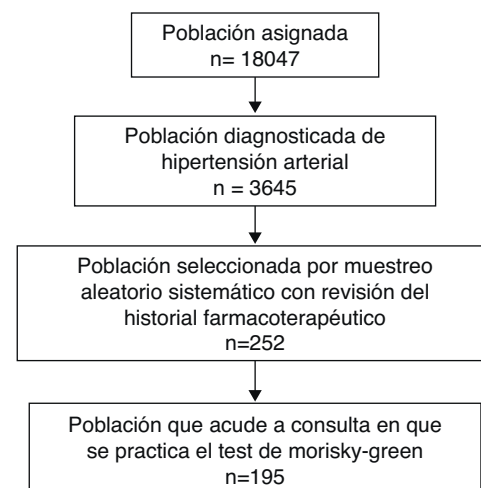 Población asignada
n= 18047
Población diagnosticada de
hipertensión arterial
n = 3645
Población seleccionada por muestreo
aleatorio sistemático con revisión del
historial farmacoterapéutico
n=252
Población que acude a consulta en que
se practica el test de morisky-green
n=195